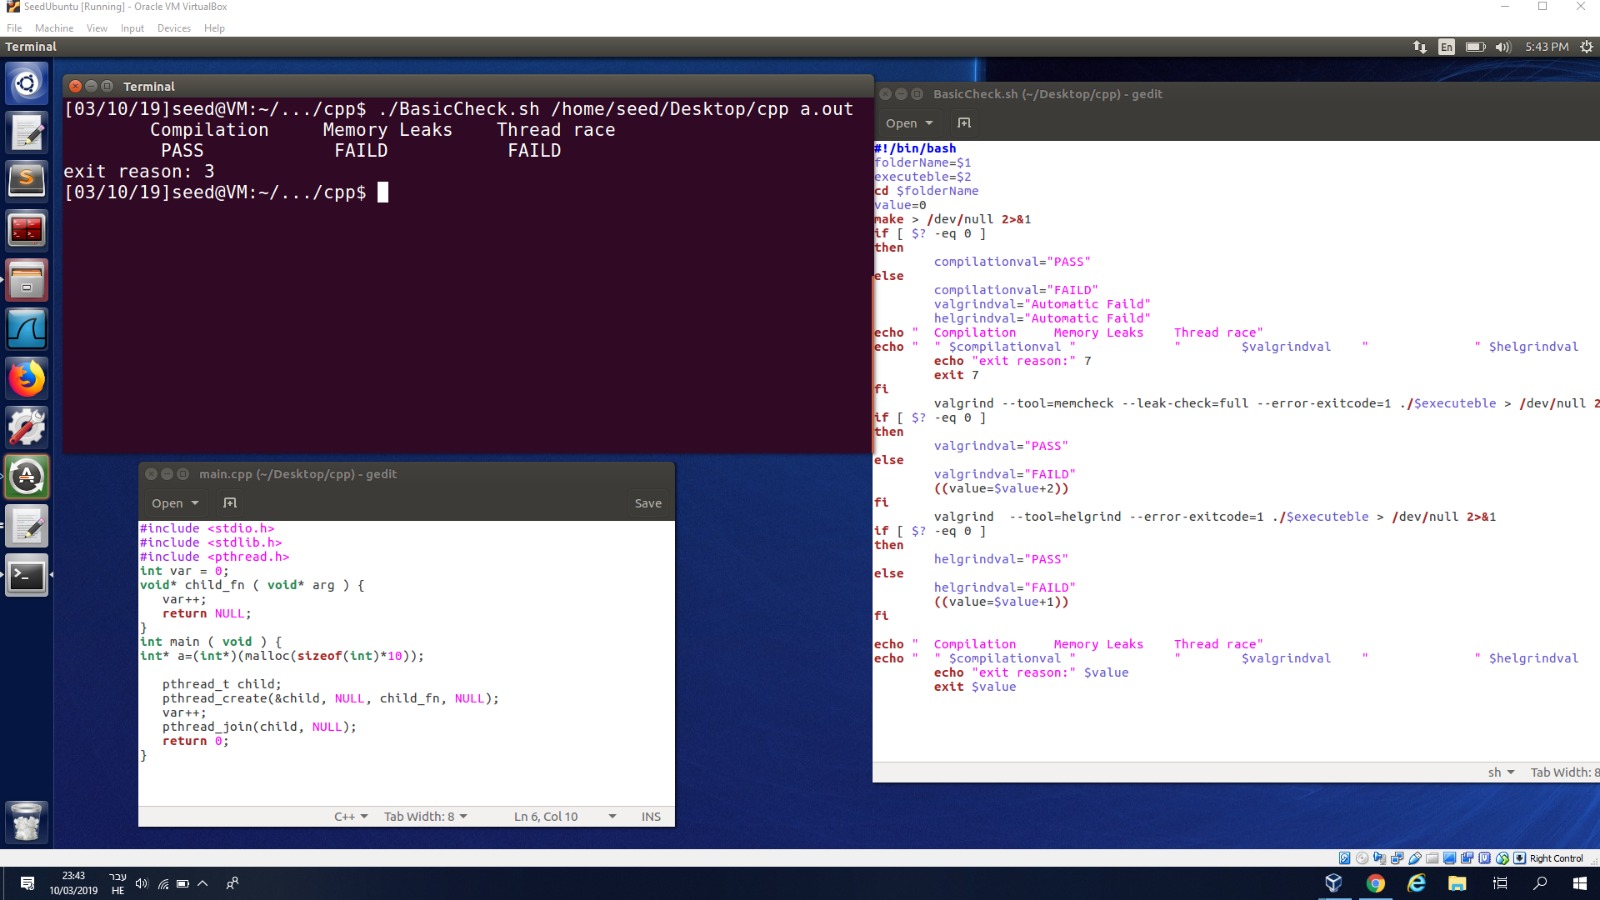 SeedUbuntu [Running] - Oracle VM VirtualBox
File Machine View Input Devices Help
Terminal En 5:43 PM
Terminal
[03/10/19]seed@VM:~/.../cpp$ ./BasicCheck.sh /home/seed/Desktop/cpp a.out
Compilation Memory Leaks Thread race
PASS FAILD FAILD
exit reason: 3
[03/10/19]seed@VM:~/.../cpp$
BasicCheck.sh (~/Desktop/cpp) - gedit
Open
#!/bin/bash
folderName=$1
executeble=$2
cd $folderName
value=0
make > /dev/null 2>&1
if [ $? -eq 0 ]
then
compilationval="PASS"
else
compilationval="FAILD"
valgrindval="Automatic Faild"
helgrindval="Automatic Faild"
echo " Compilation Memory Leaks Thread race"
echo " " $compilationval " " $valgrindval " " $helgrindval
echo "exit reason:" 7
exit 7
fi
valgrind --tool=memcheck --leak-check=full --error-exitcode=1 ./$executeble > /dev/null 2
if [ $? -eq 0 ]
then
valgrindval="PASS"
else
valgrindval="FAILD"
((value=$value+2))
fi
valgrind --tool=helgrind --error-exitcode=1 ./$executeble > /dev/null 2>&1
if [ $? -eq 0 ]
then
helgrindval="PASS"
else
helgrindval="FAILD"
((value=$value+1))
fi
echo " Compilation Memory Leaks Thread race"
echo " " $compilationval " " $valgrindval " " $helgrindval
echo "exit reason:" $value
exit $value
sh Tab Width: 8
main.cpp (~/Desktop/cpp) - gedit
Open Save
#include <stdio.h>
#include <stdlib.h>
#include <pthread.h>
int var = 0;
void* child_fn ( void* arg ) {
var++;
return NULL;
}
int main ( void ) {
int* a=(int*)(malloc(sizeof(int)*10));
pthread_t child;
pthread_create(&child, NULL, child_fn, NULL);
var++;
pthread_join(child, NULL);
return 0;
}
C++ Tab Width: 8 Ln 6, Col 10 INS
Right Control
23:43
10/03/2019
עבר
HE